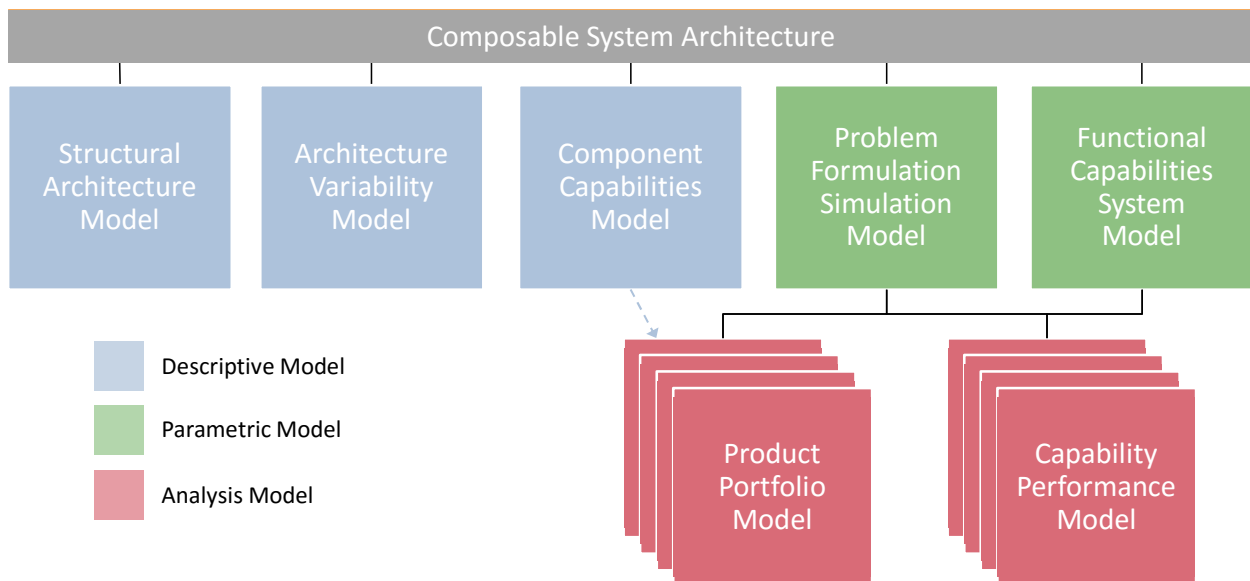 Composable System Architecture
Structural
Architecture
Model
Architecture
Variability
Model
Component
Capabilities
Model
Problem
Formulation
Simulation
Model
Functional
Capabilities
System
Model
Descriptive Model
Parametric Model
Analysis Model
Product
Portfolio
Model
Capability
Performance
Model